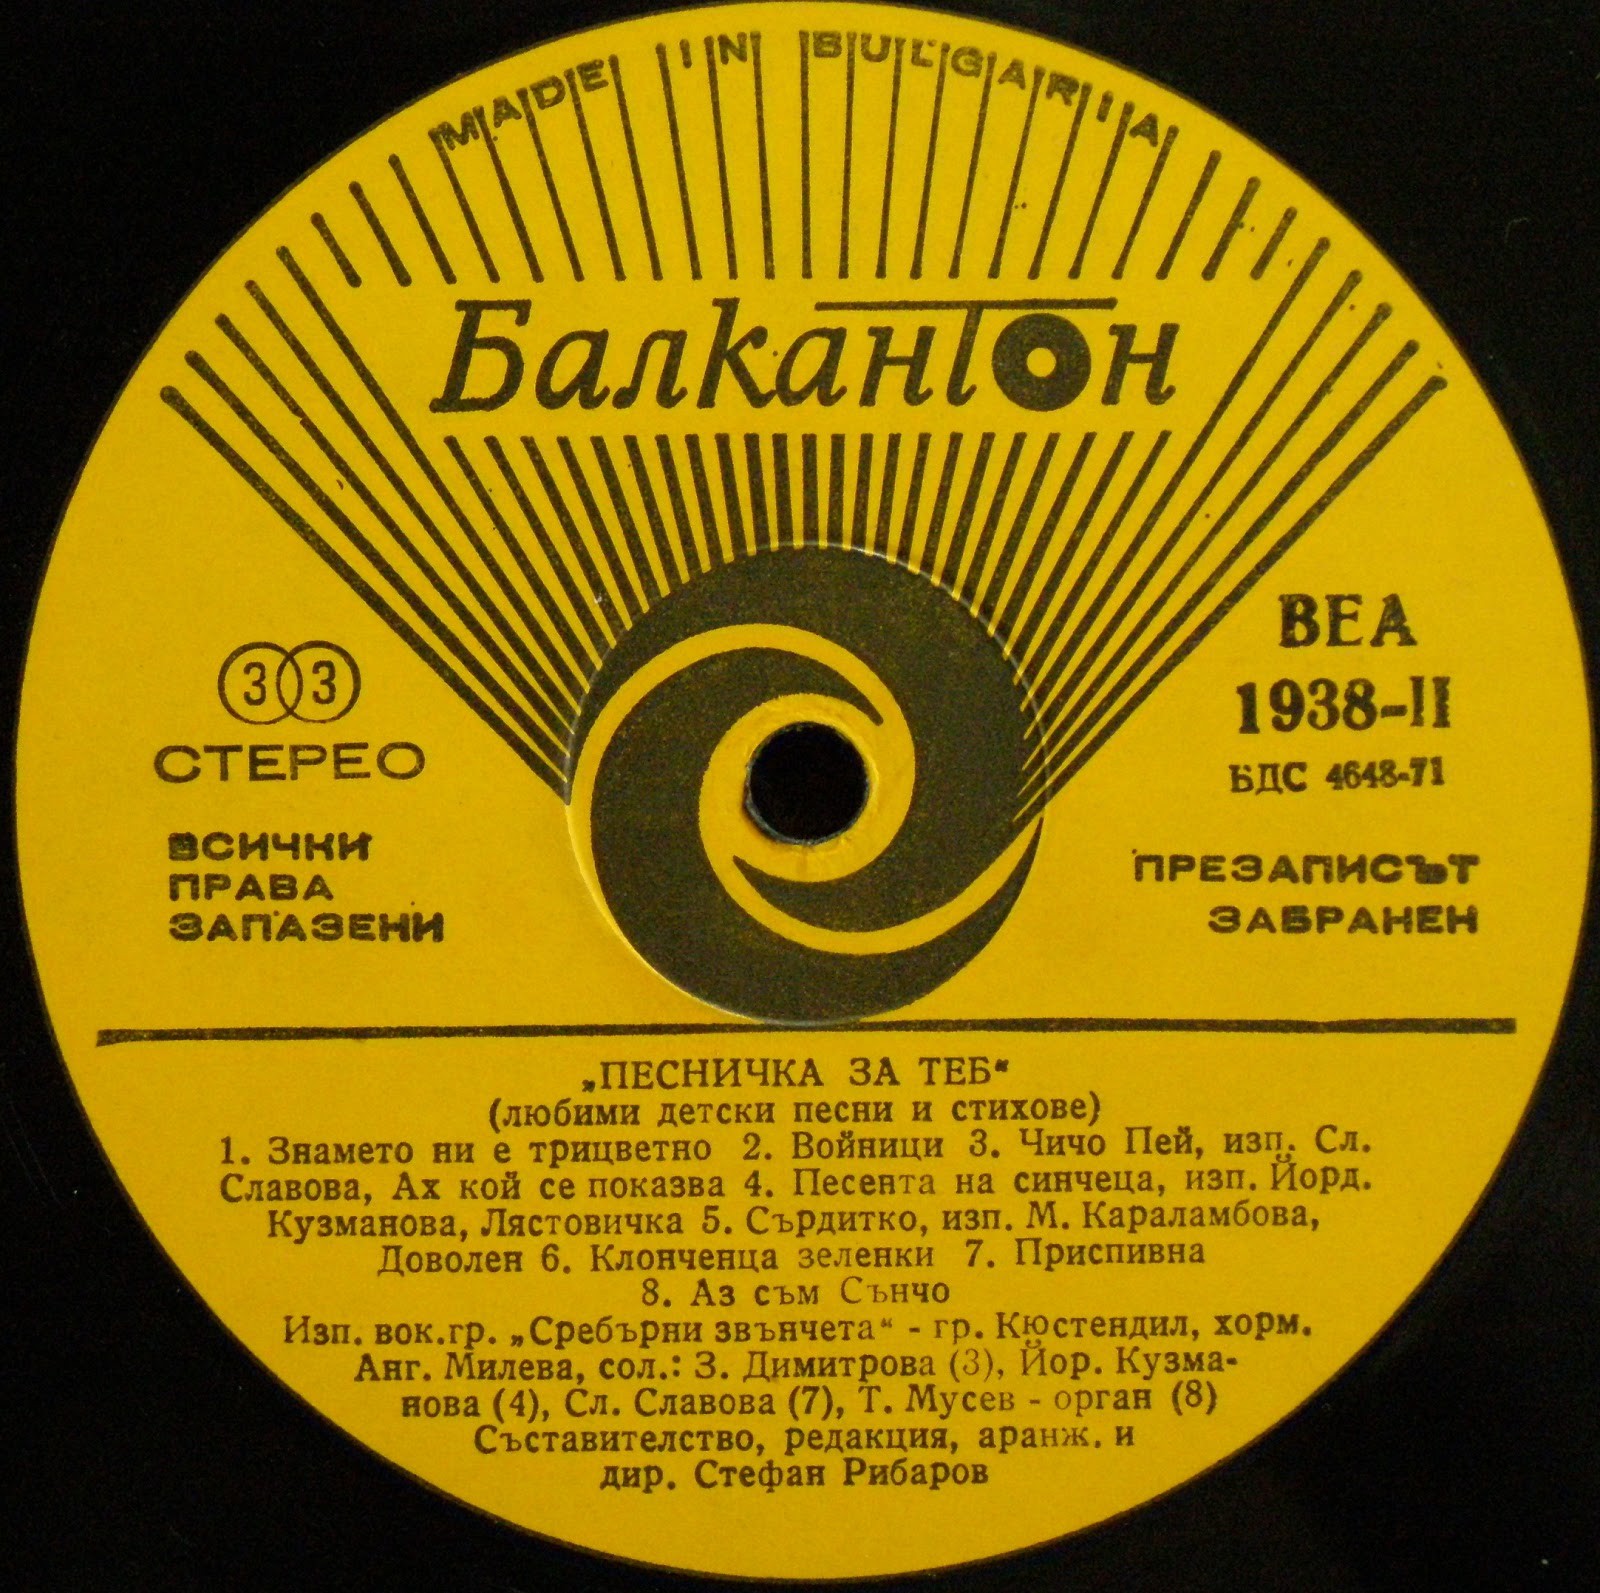 MADE IN BULGARIA
Балкантон
33
СТЕРЕО
ВСИЧКИ
ПРАВА
ЗАПАЗЕНИ
ВЕА
1938-II
БДС 4648-71
ПРЕЗАПИСЪТ
ЗАБРАНЕН
„ПЕСНИЧКА ЗА ТЕБ“
(любими детски песни и стихове)
1. Знамето ни е трицветно 2. Войници 3. Чичо Пей, изп. Сл.
Славова, Ах кой се показва 4. Песента на синчеца, изп. Йорд.
Кузманова, Лястовичка 5. Сърдитко, изп. М. Караламбова,
Доволен 6. Клонченца зеленки 7. Приспивна
8. Аз съм Сънчо
Изп. вок.гр. „Сребърни звънчета“ - гр. Кюстендил, хорм.
Анг. Милева, сол.: З. Димитрова (3), Йор. Кузма-
нова (4), Сл. Славова (7), Т. Мусев - орган (8)
Съставителство, редакция, аранж. и
дир. Стефан Рибаров